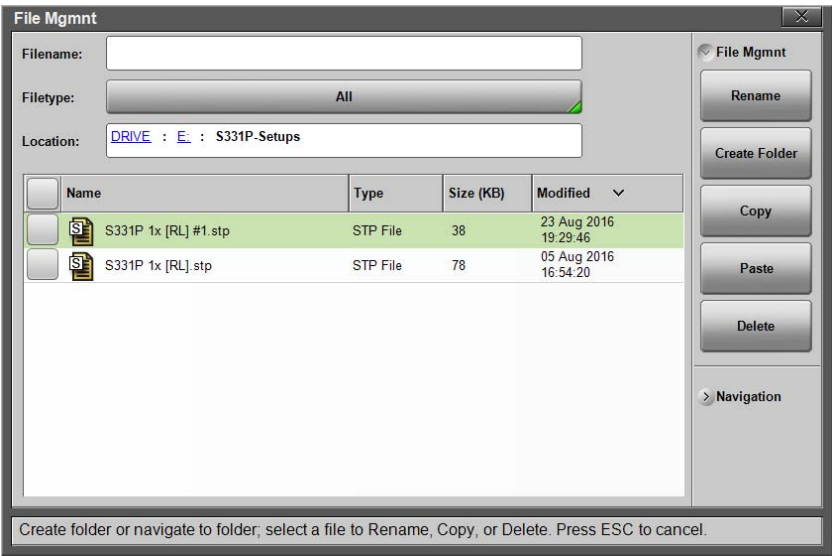 File Mgmnt
Filename:
File Mgmnt
Filetype:
All
Rename
Location:
DRIVE : E: : S331P-Setups
Create Folder
Name
Type
Size (KB)
Modified
Copy
S331P 1x [RL] #1.stp
STP File
38
23 Aug 2016
19:29:46
S331P 1x [RL].stp
STP File
78
05 Aug 2016
16:54:20
Paste
Delete
Navigation
Create folder or navigate to folder; select a file to Rename, Copy, or Delete. Press ESC to cancel.